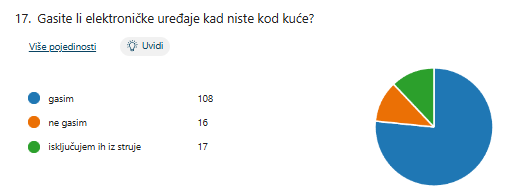 17. Gasite li elektroničke uređaje kad niste kod kuće?
Više pojedinosti
Uvidi
gasim 108
ne gasim 16
isključujem ih iz struje 17